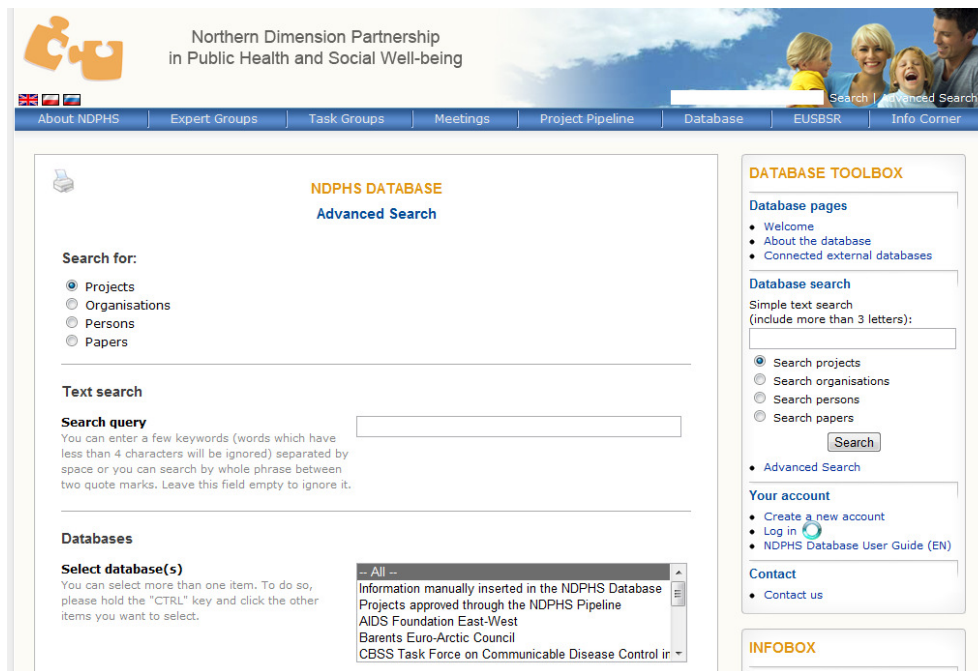 Northern Dimension Partnership
in Public Health and Social Well-being
Search | Advanced Search
About NDPHS
Expert Groups
Task Groups
Meetings
Project Pipeline
Database
EUSBSR
Info Corner
NDPHS DATABASE
Advanced Search
Search for:
Projects
Organisations
Persons
Papers
Text search
Search query
You can enter a few keywords (words which have
less than 4 characters will be ignored) separated by
space or you can search by whole phrase between
two quote marks. Leave this field empty to ignore it.
Databases
Select database(s)
You can select more than one item. To do so,
please hold the "CTRL" key and click the other
items you want to select.
-- All --
Information manually inserted in the NDPHS Database
Projects approved through the NDPHS Pipeline
AIDS Foundation East-West
Barents Euro-Arctic Council
CBSS Task Force on Communicable Disease Control in
DATABASE TOOLBOX
Database pages
Welcome
About the database
Connected external databases
Database search
Simple text search
(include more than 3 letters):
Search projects
Search organisations
Search persons
Search papers
Search
Advanced Search
Your account
Create a new account
Log in
NDPHS Database User Guide (EN)
Contact
Contact us
INFOBOX